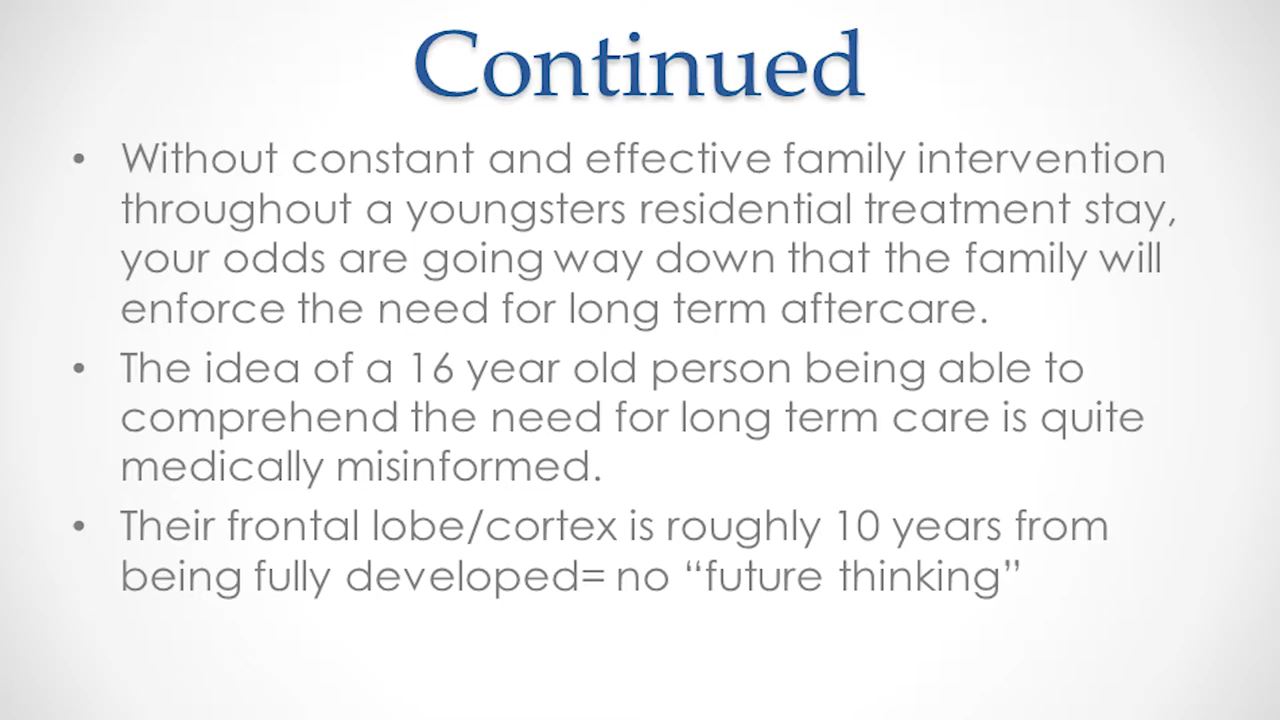 Continued
• Without constant and effective family intervention
throughout a youngsters residential treatment stay,
your odds are going way down that the family will
enforce the need for long term aftercare.
• The idea of a 16 year old person being able to
comprehend the need for long term care is quite
medically misinformed.
• Their frontal lobe/cortex is roughly 10 years from
being fully developed= no “future thinking”